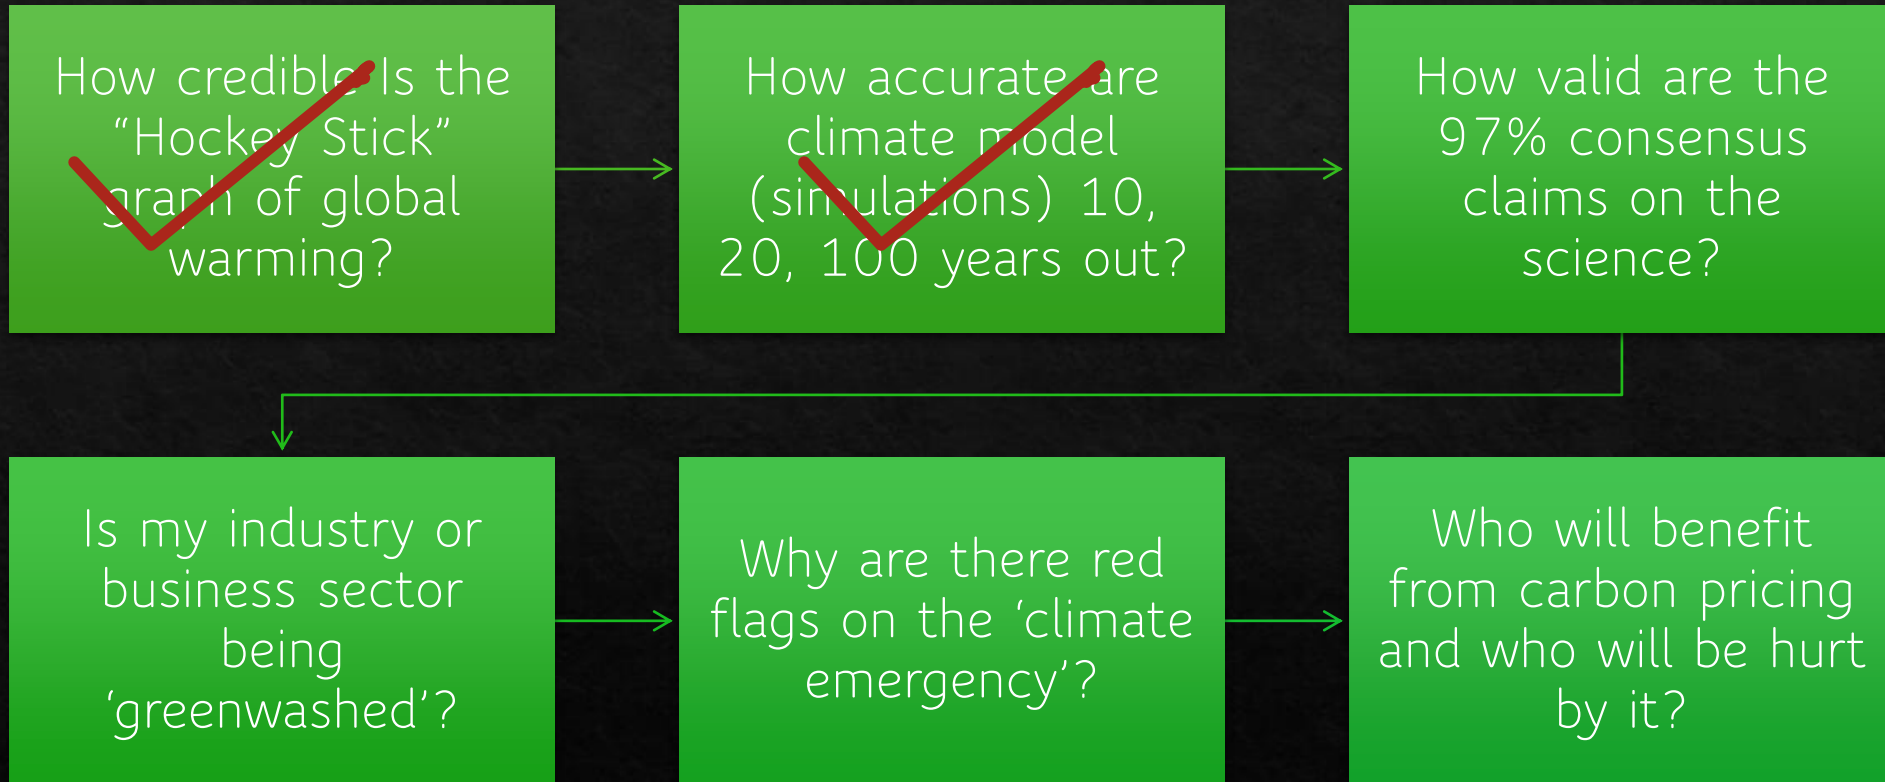 How credible Is the
“Hockey Stick”
graph of global
warming?
How accurate are
climate model
(simulations) 10,
20, 100 years out?
How valid are the
97% consensus
claims on the
science?
Is my industry or
business sector
being
‘greenwashed’?
Why are there red
flags on the ‘climate
emergency’?
Who will benefit
from carbon pricing
and who will be hurt
by it?